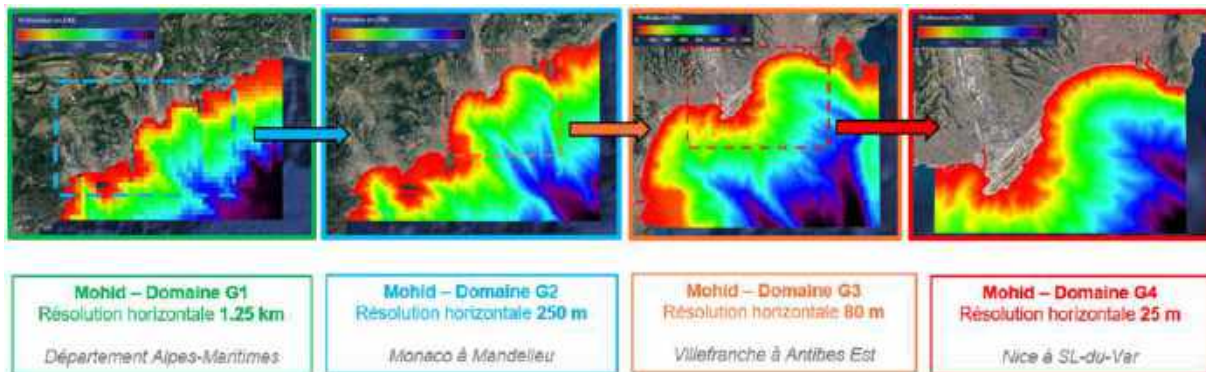 Mohid – Domaine G1
Résolution horizontale 1.25 km
Département Alpes-Maritimes
Mohid – Domaine G2
Résolution horizontale 250 m
Monaco à Mandelieu
Mohid – Domaine G3
Résolution horizontale 80 m
Villefranche à Antibes Est
Mohid – Domaine G4
Résolution horizontale 25 m
Nice à SL-du-Var